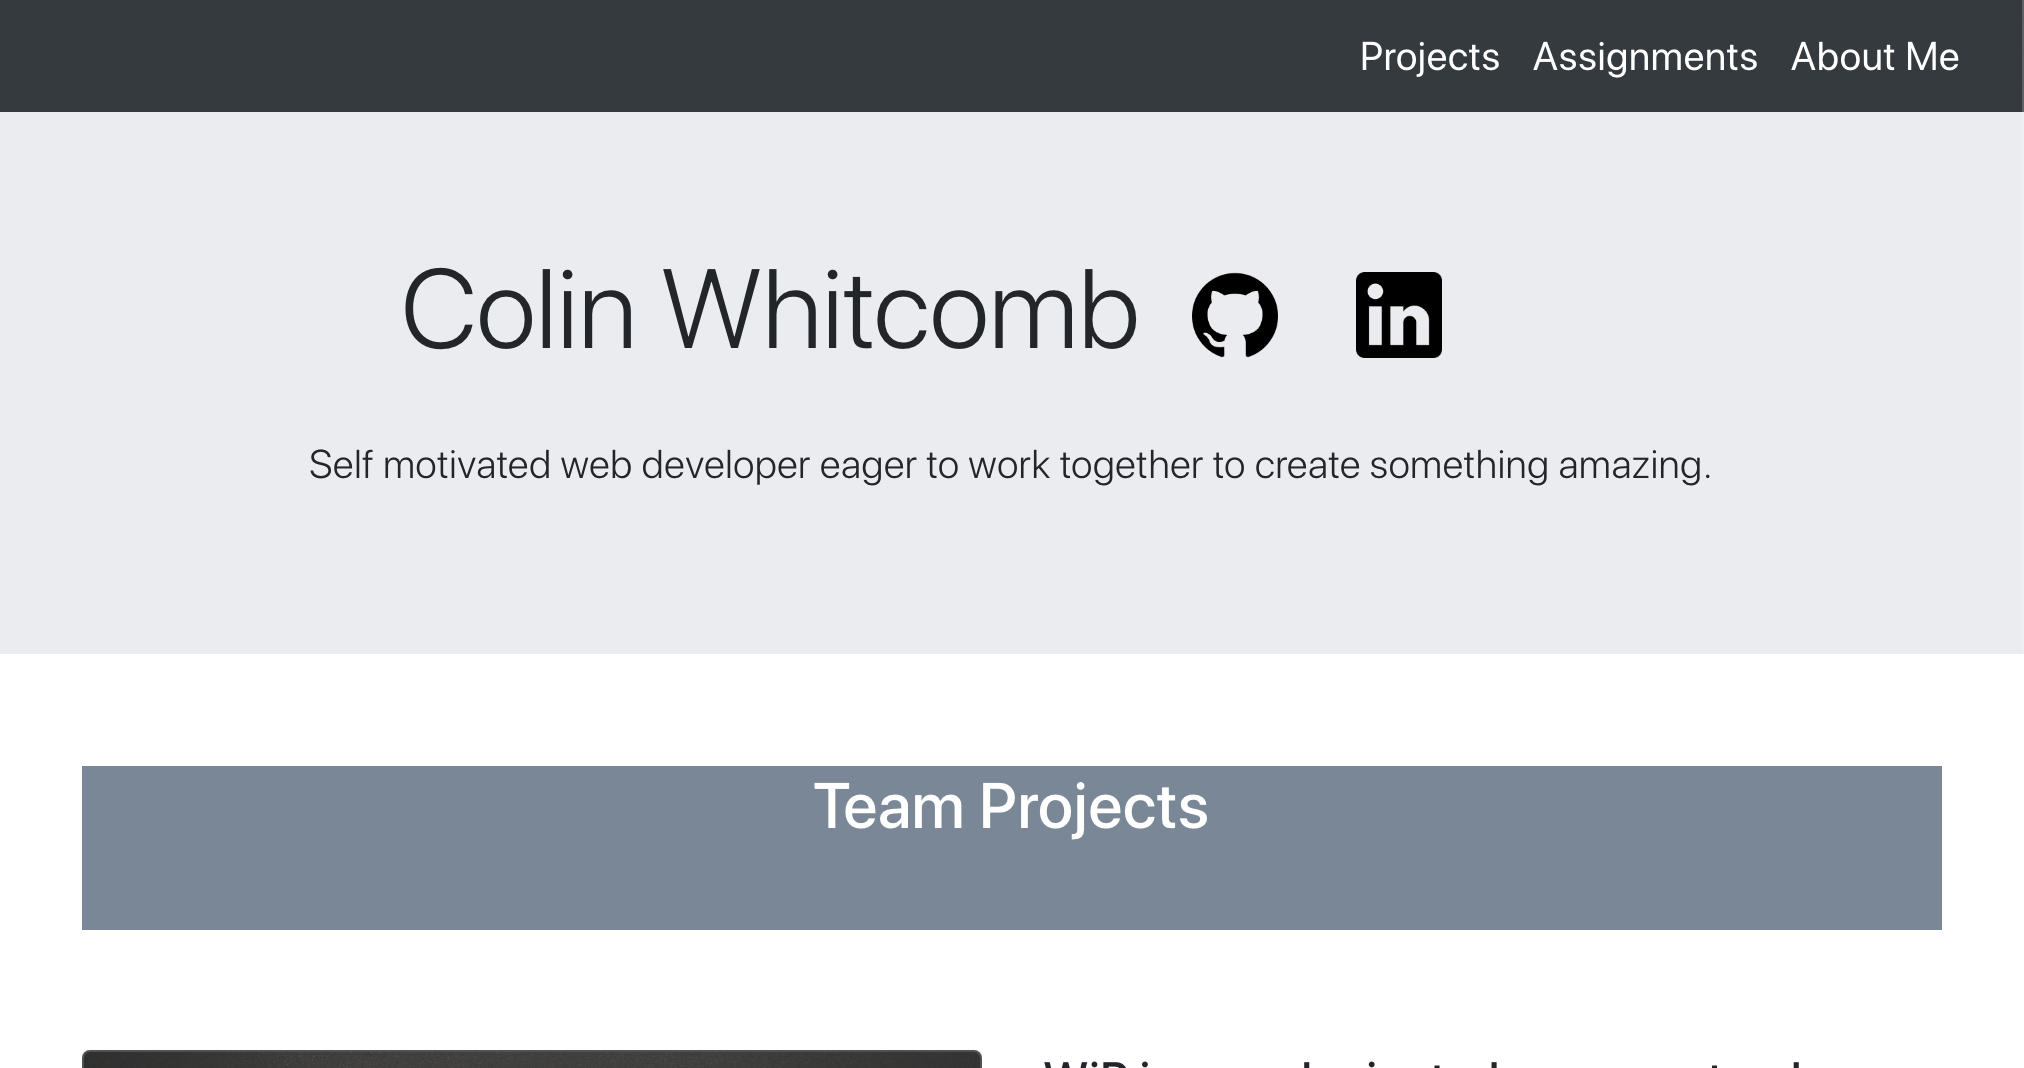 Projects Assignments About Me
Colin Whitcomb
in
Self motivated web developer eager to work together to create something amazing.
Team Projects